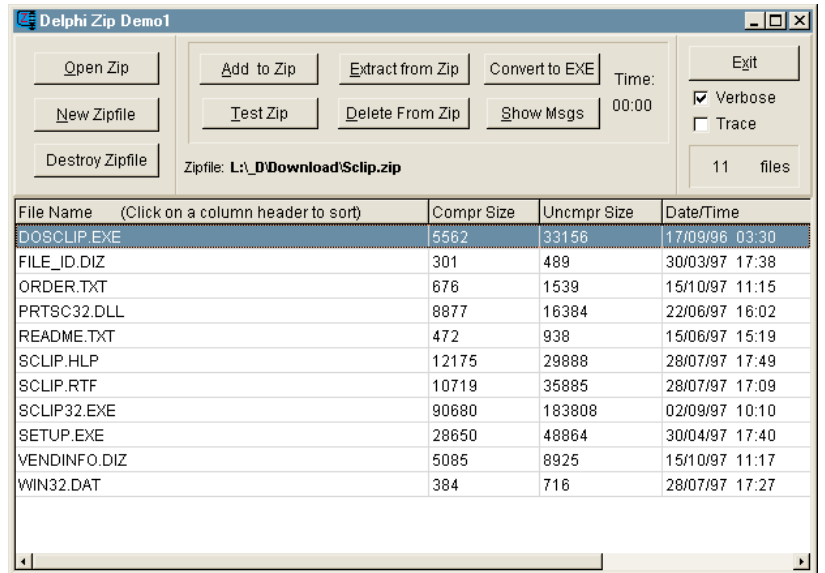 Delphi Zip Demo1
Open Zip
New Zipfile
Destroy Zipfile
Add to Zip Extract from Zip Convert to EXE
Test Zip Delete From Zip Show Msgs
Time:
00:00
Zipfile: L:\_D\Download\Sclip.zip
Exit
Verbose
Trace
11 files
File Name (Click on a column header to sort) Compr Size Uncmpr Size Date/Time
DOSCLIP.EXE 5562 33156 17/09/96 03:30
FILE_ID.DIZ 301 489 30/03/97 17:38
ORDER.TXT 676 1539 15/10/97 11:15
PRTSC32.DLL 8877 16384 22/06/97 16:02
README.TXT 472 938 15/06/97 15:19
SCLIP.HLP 12175 29888 28/07/97 17:49
SCLIP.RTF 10719 35885 28/07/97 17:09
SCLIP32.EXE 90680 183808 02/09/97 10:10
SETUP.EXE 28650 48864 30/04/97 17:40
VENDINFO.DIZ 5085 8925 15/10/97 11:17
WIN32.DAT 384 716 28/07/97 17:27